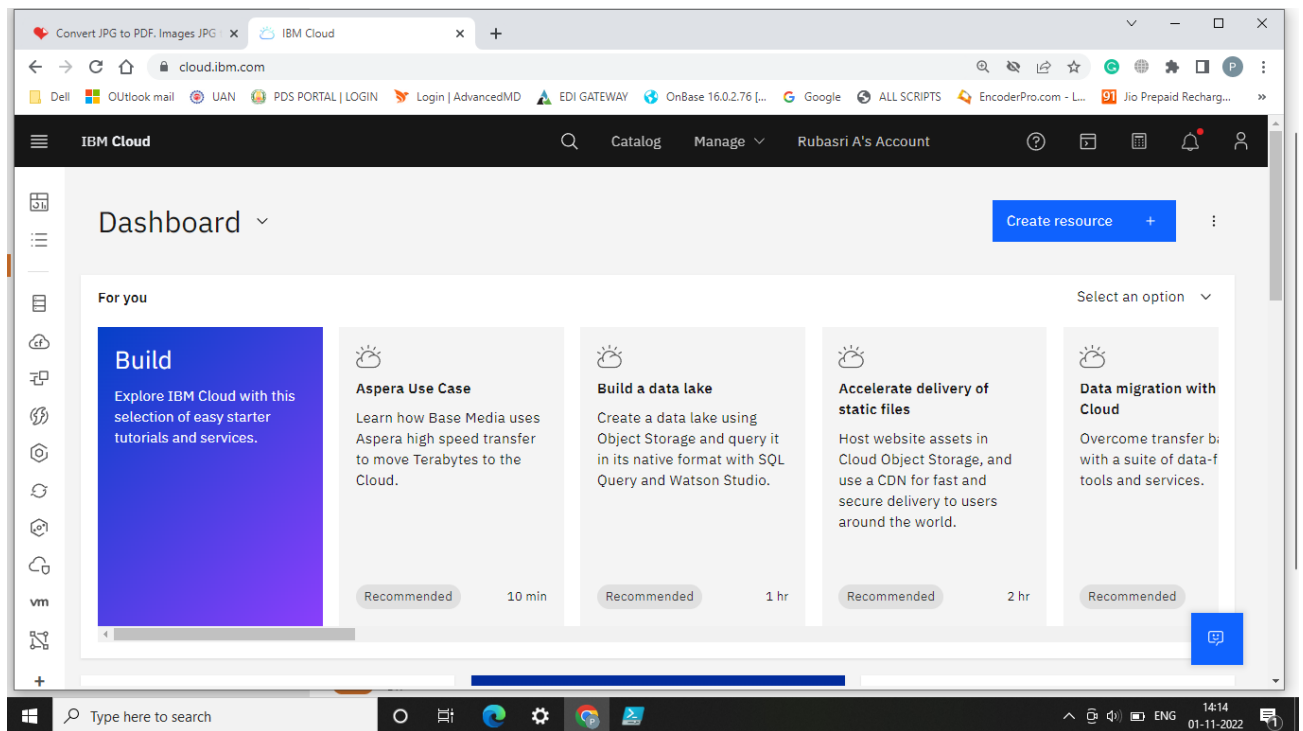 Convert JPG to PDF. Images JPG
IBM Cloud
cloud.ibm.com
Dell OUtlook mail UAN PDS PORTAL | LOGIN Login | AdvancedMD EDI GATEWAY OnBase 16.0.2.76 [... Google ALL SCRIPTS EncoderPro.com - L... Jio Prepaid Recharg... »
IBM Cloud Catalog Manage Rubasri A's Account
Dashboard
Create resource +
For you
Select an option
Build
Explore IBM Cloud with this
selection of easy starter
tutorials and services.
Aspera Use Case
Learn how Base Media uses
Aspera high speed transfer
to move Terabytes to the
Cloud.
Recommended 10 min
Build a data lake
Create a data lake using
Object Storage and query it
in its native format with SQL
Query and Watson Studio.
Recommended 1 hr
Accelerate delivery of
static files
Host website assets in
Cloud Object Storage, and
use a CDN for fast and
secure delivery to users
around the world.
Recommended 2 hr
Data migration with
Cloud
Overcome transfer ba
with a suite of data-f
tools and services.
Recommended
vm
Type here to search
ENG
14:14
01-11-2022